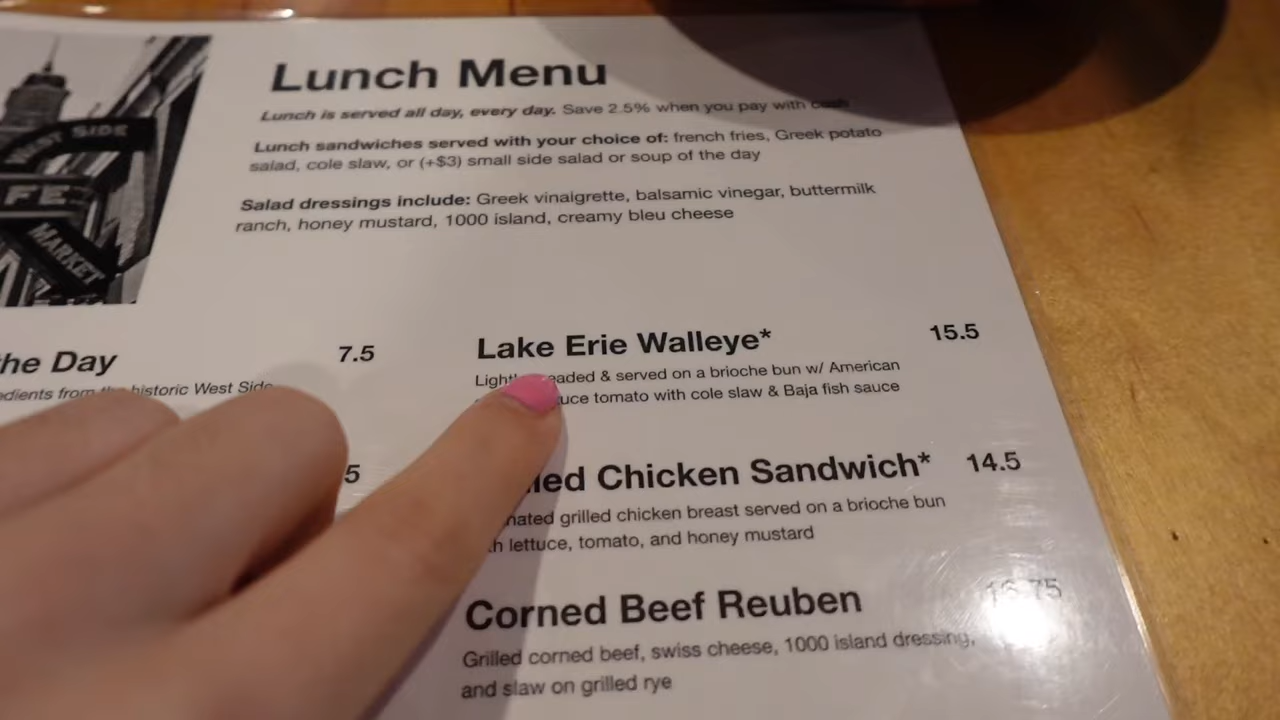 WEST SIDE
MARKET
Lunch Menu
Lunch is served all day, every day. Save 2.5% when you pay with cash
Lunch sandwiches served with your choice of: french fries, Greek potato
salad, cole slaw, or (+$3) small side salad or soup of the day
Salad dressings include: Greek vinaigrette, balsamic vinegar, buttermilk
ranch, honey mustard, 1000 island, creamy bleu cheese
the Day 7.5
historic West Side
5
Lake Erie Walleye* 15.5
& served on a brioche bun w/ American
tomato with cole slaw & Baja fish sauce
Chicken Sandwich* 14.5
grilled chicken breast served on a brioche bun
lettuce, tomato, and honey mustard
Corned Beef Reuben
Grilled corned beef, swiss cheese, 1000 island dressing,
and slaw on grilled rye